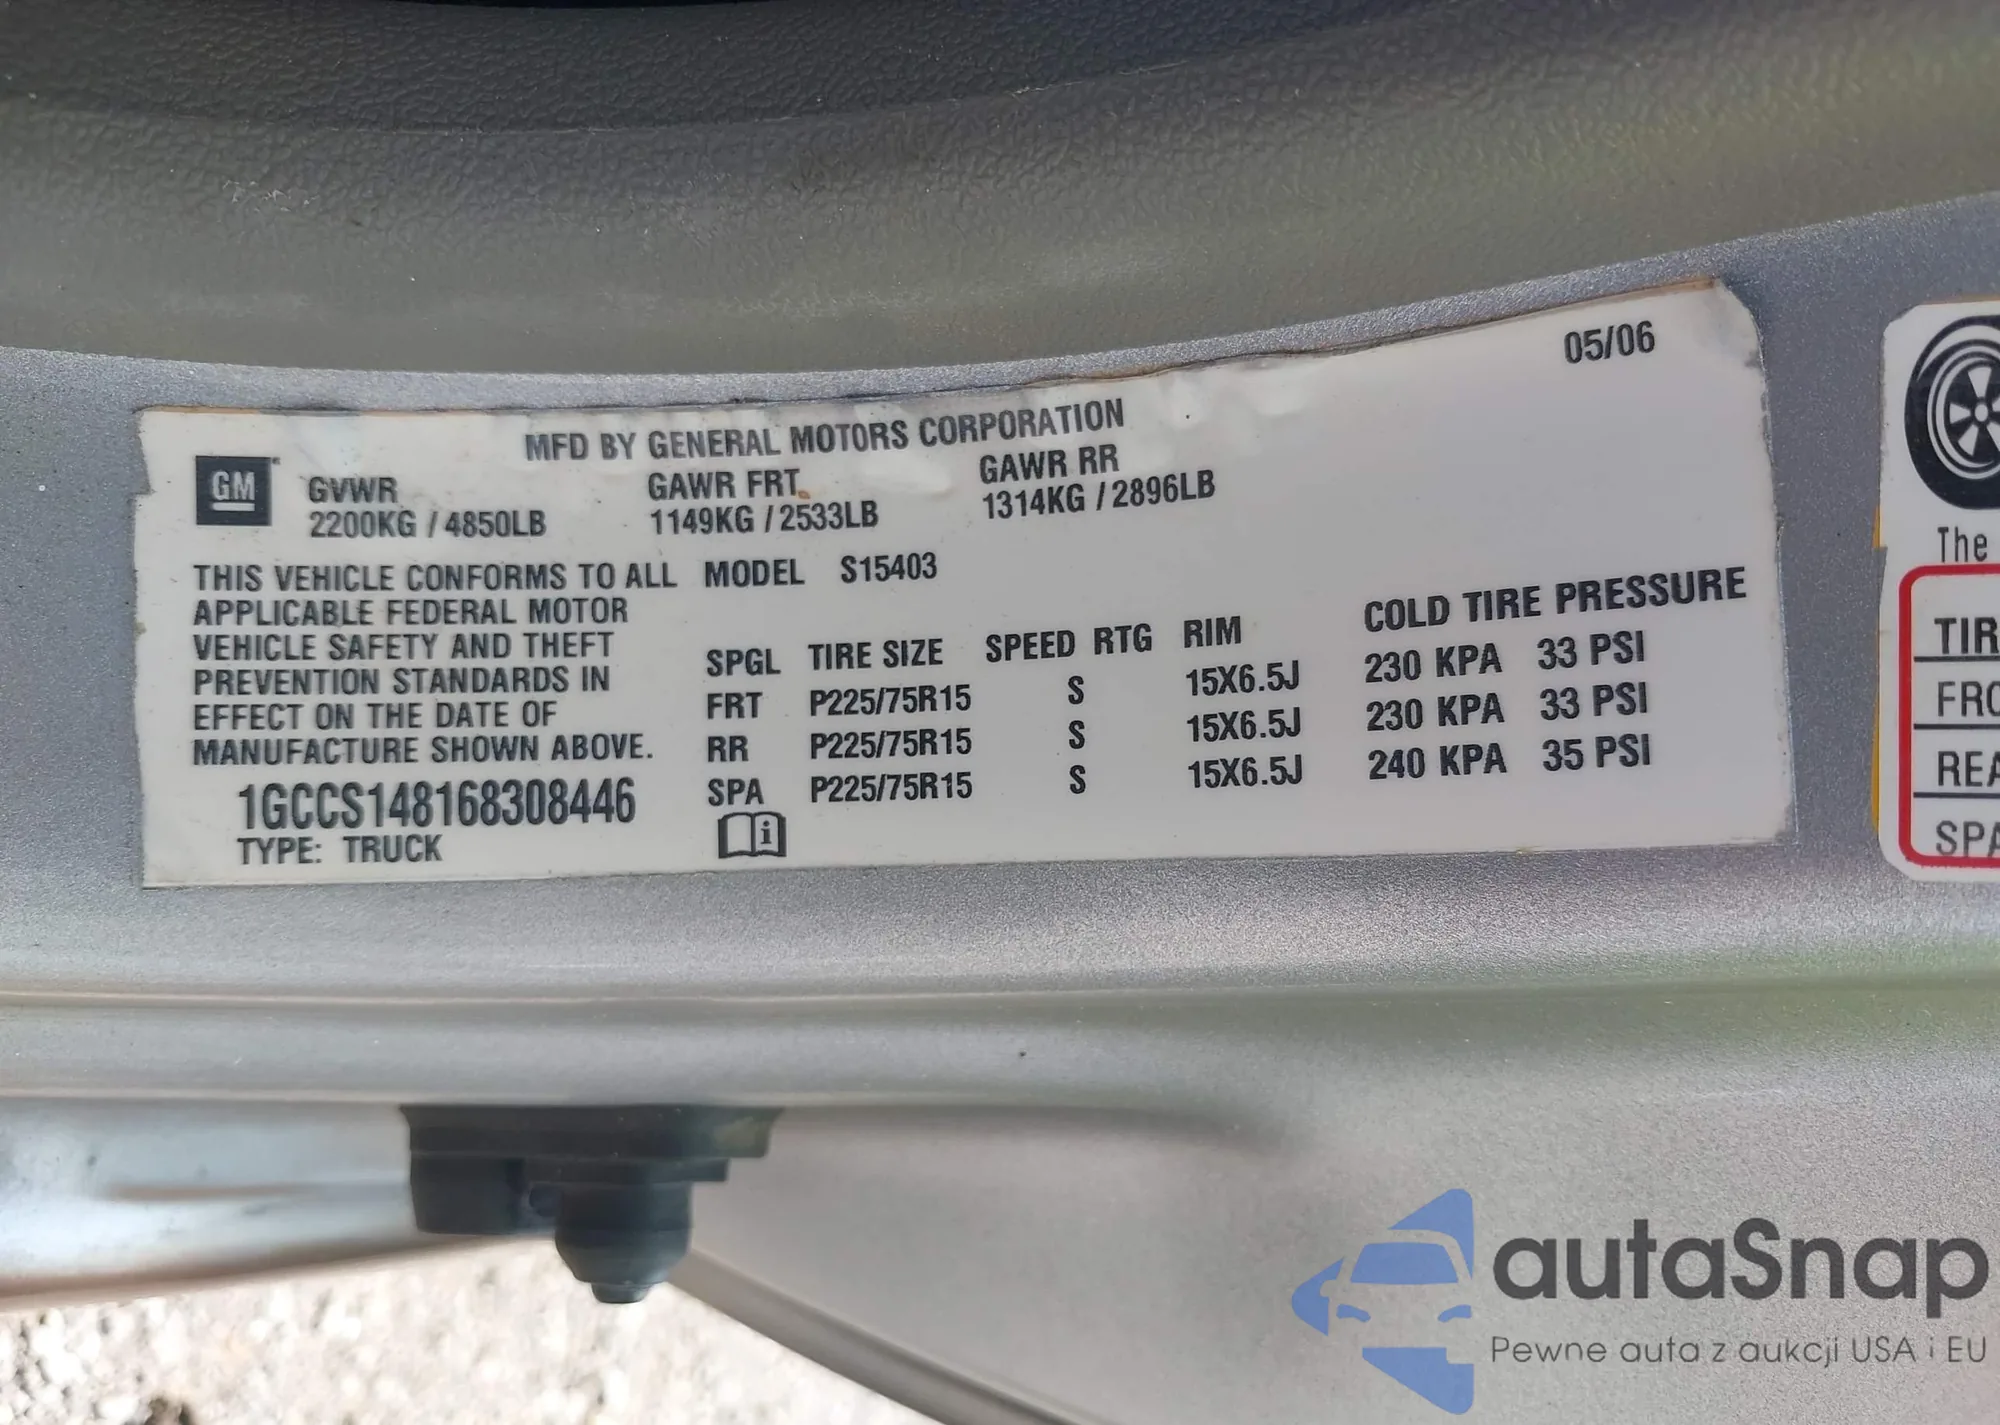 05/06
MFD BY GENERAL MOTORS CORPORATION
GM
GVWR GAWR FRT GAWR RR
2200KG / 4850LB 1149KG / 2533LB 1314KG / 2896LB
THIS VEHICLE CONFORMS TO ALL
APPLICABLE FEDERAL MOTOR
VEHICLE SAFETY AND THEFT
PREVENTION STANDARDS IN
EFFECT ON THE DATE OF
MANUFACTURE SHOWN ABOVE.
1GCCS148168308446
TYPE: TRUCK
MODEL S15403
SPGL TIRE SIZE SPEED RTG RIM COLD TIRE PRESSURE
FRT P225/75R15 S 15X6.5J 230 KPA 33 PSI
RR P225/75R15 S 15X6.5J 230 KPA 33 PSI
SPA P225/75R15 S 15X6.5J 240 KPA 35 PSI
i
The
TIR
FRO
REA
SPA
autaSnap
Pewne auta z aukcji USA i EU